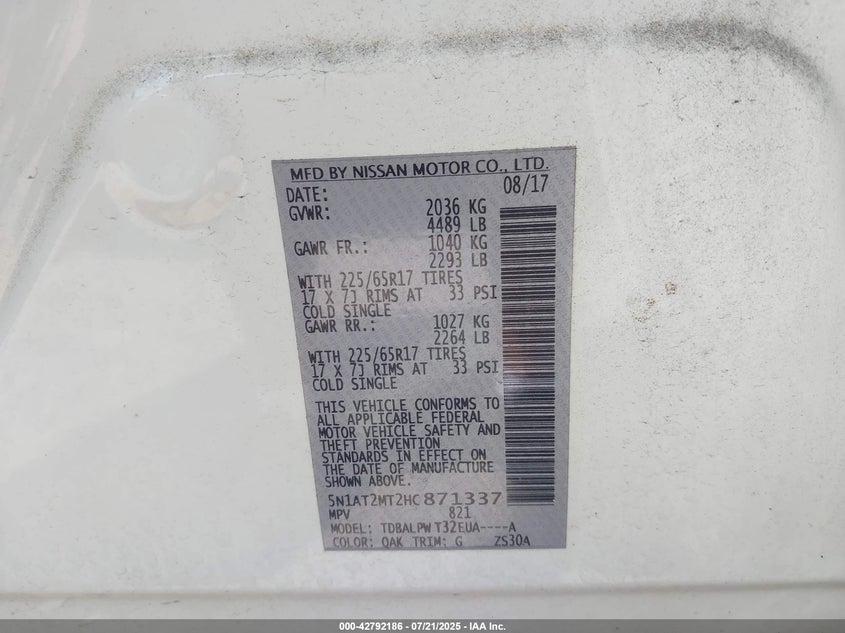 MFD BY NISSAN MOTOR CO., LTD.
DATE: 08/17
GVWR: 2036 KG
4489 LB
GAWR FR.: 1040 KG
2293 LB
WITH 225/65R17 TIRES
17 X 7J RIMS AT 33 PSI
COLD SINGLE
GAWR RR.: 1027 KG
2264 LB
WITH 225/65R17 TIRES
17 X 7J RIMS AT 33 PSI
COLD SINGLE
THIS VEHICLE CONFORMS TO
ALL APPLICABLE FEDERAL
MOTOR VEHICLE SAFETY AND
THEFT PREVENTION
STANDARDS IN EFFECT ON
THE DATE OF MANUFACTURE
SHOWN ABOVE.
5N1AT2MT2HC871337
MPV 821
MODEL: TDBALPW T32EUA----A
COLOR: QAK TRIM: G ZS30A
000-42792186 - 07/21/2025 - IAA Inc.